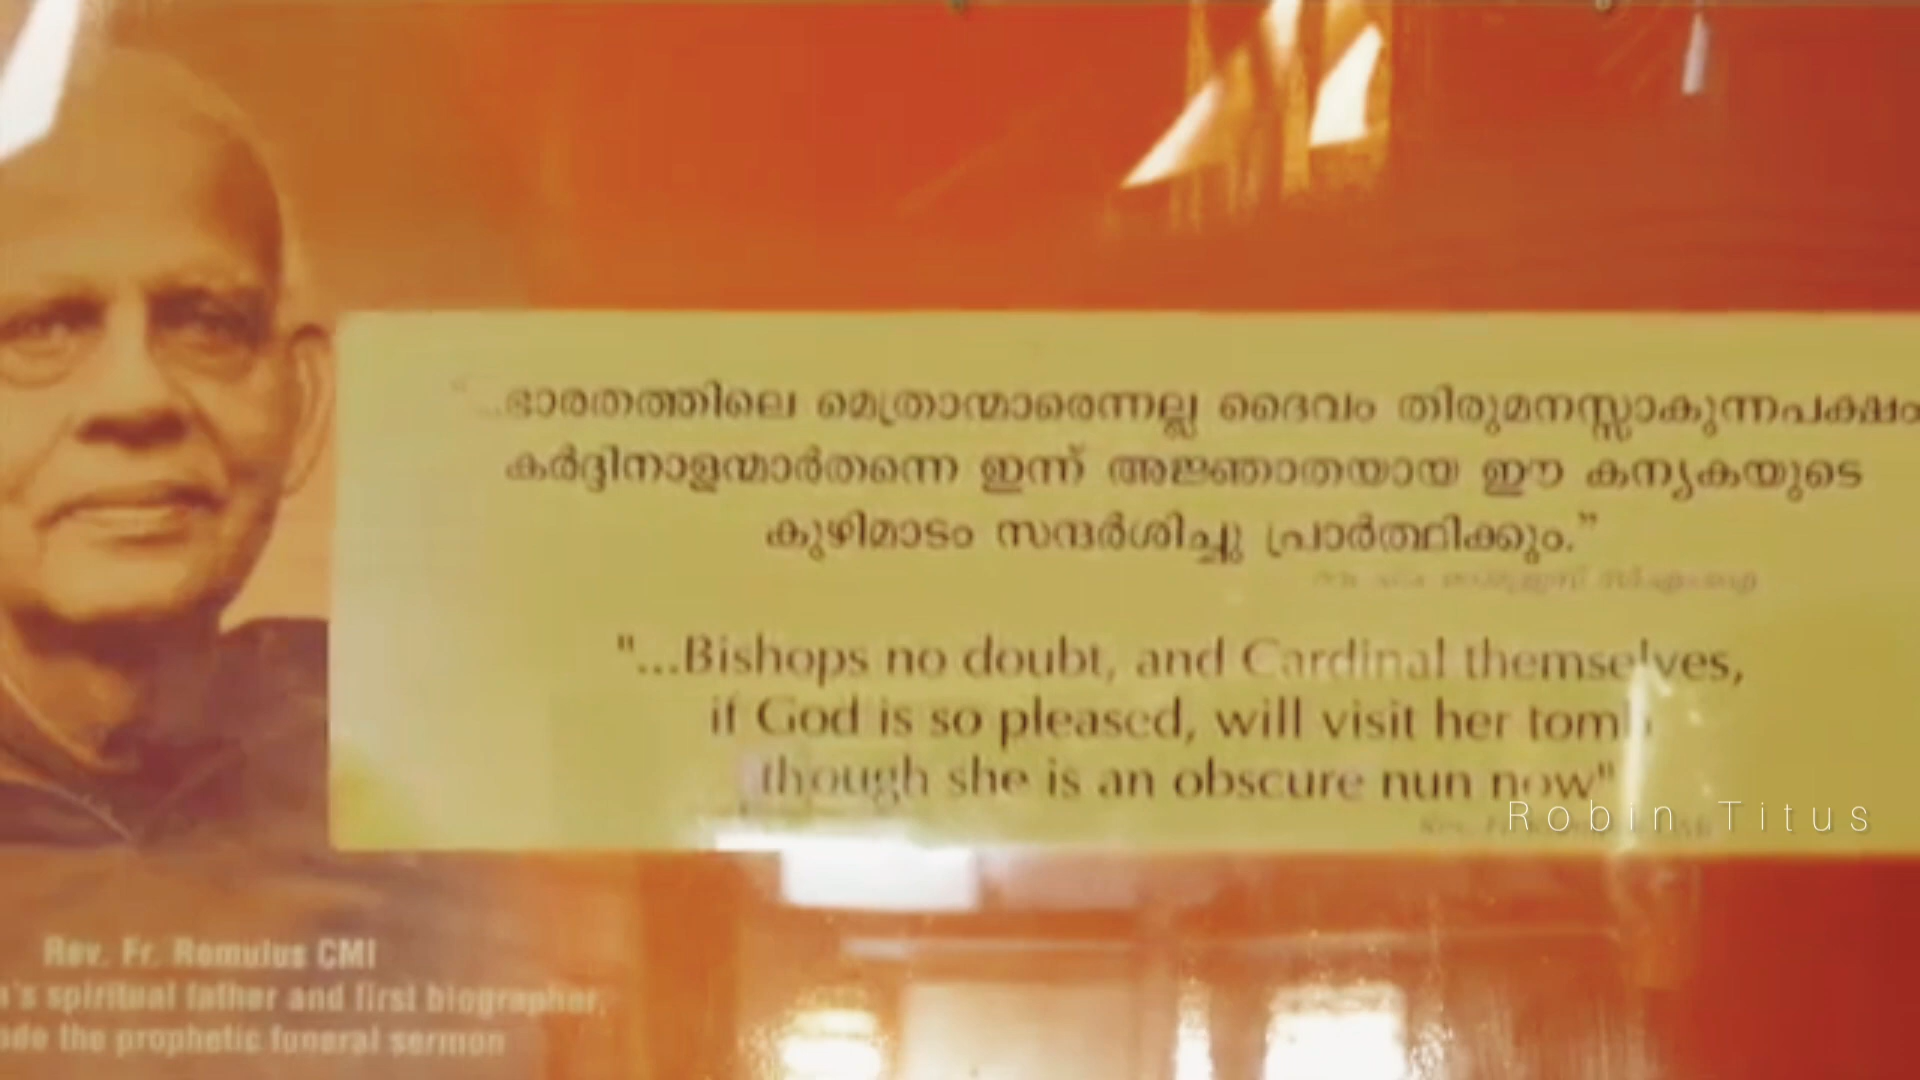 "...ഭാരതത്തിലെ മെത്രാന്മാരെന്നല്ല ദൈവം തിരുമനസ്സാകുന്നപക്ഷം
കർദ്ദിനാളന്മാർതന്നെ ഇന്ന് അജ്ഞാതയായ ഈ കന്യകയുടെ
കുഴിമാടം സന്ദർശിച്ചു പ്രാർത്ഥിക്കും."
"...Bishops no doubt, and Cardinal themselves,
if God is so pleased, will visit her tomb
though she is an obscure nun now"
Robin Titus
Rev. Fr. Romulus CMI
's spiritual father and first biographer,
the prophetic funeral sermon